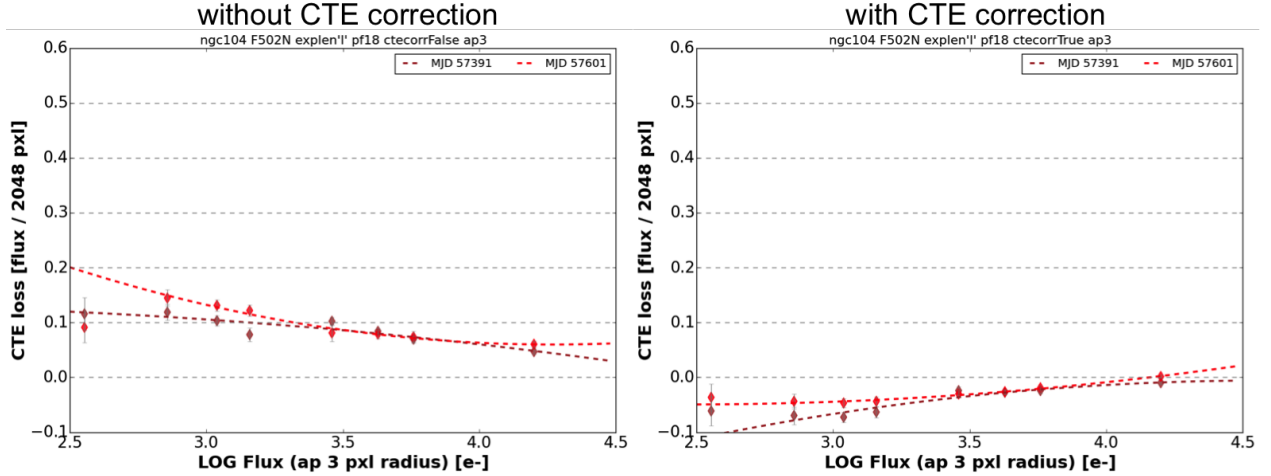 without CTE correction
ngc104 F502N explen'l' pf18 ctecorrFalse ap3
MJD 57391
MJD 57601
0.6
0.5
0.4
0.3
0.2
0.1
0.0
−0.1
CTE loss [flux / 2048 pxl]
2.5
3.0
3.5
4.0
4.5
LOG Flux (ap 3 pxl radius) [e-]
with CTE correction
ngc104 F502N explen'l' pf18 ctecorrTrue ap3
MJD 57391
MJD 57601
0.6
0.5
0.4
0.3
0.2
0.1
0.0
−0.1
CTE loss [flux / 2048 pxl]
2.5
3.0
3.5
4.0
4.5
LOG Flux (ap 3 pxl radius) [e-]